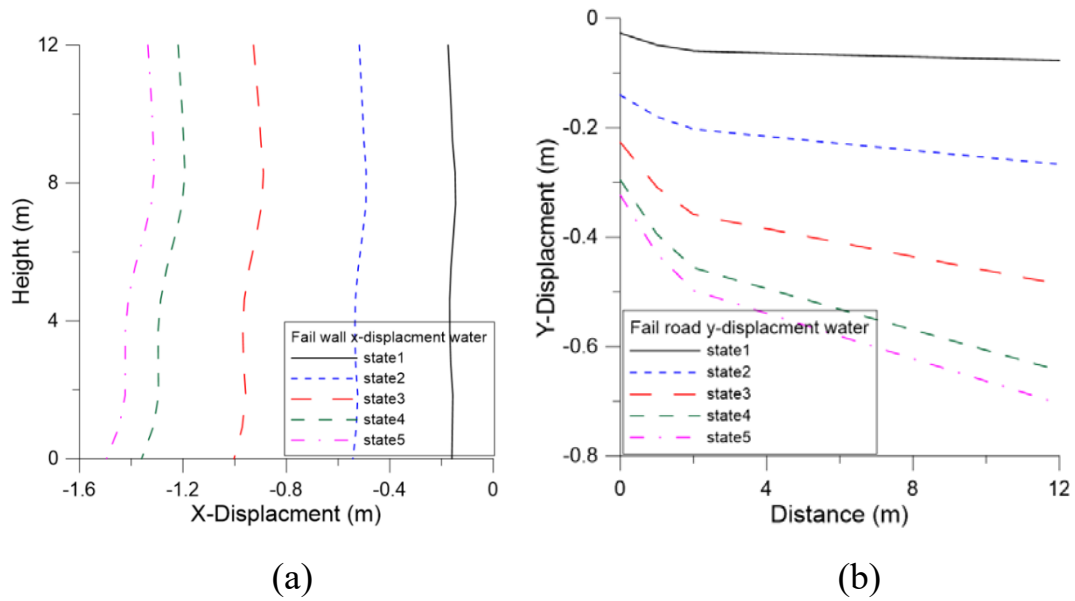 12
8
4
0
Height (m)
-1.6
-1.2
-0.8
-0.4
0
X-Displacment (m)
Fail wall x-displacment water
state1
state2
state3
state4
state5
(a)
0
-0.2
-0.4
-0.6
-0.8
Y-Displacment (m)
0
4
8
12
Distance (m)
Fail road y-displacment water
state1
state2
state3
state4
state5
(b)